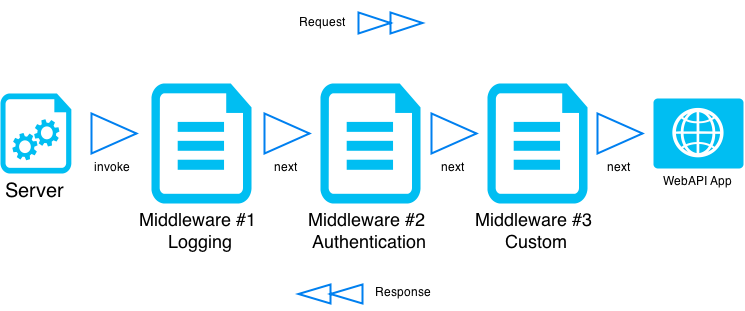 Request
invoke
next
next
next
Server
WebAPI App
Middleware #1
Logging
Middleware #2
Authentication
Middleware #3
Custom
Response